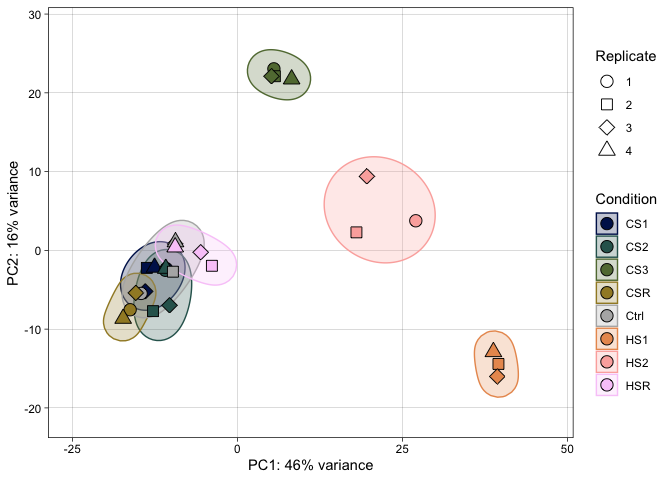 30
20
10
0
-10
-20
-25
0
25
50
PC2: 16% variance
PC1: 46% variance
Replicate
1
2
3
4
Condition
CS1
CS2
CS3
CSR
Ctrl
HS1
HS2
HSR